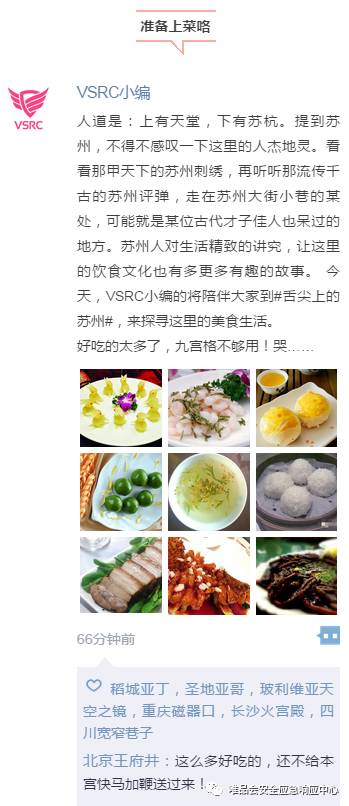 准备上菜咯
VSRC
VSRC小编
人道是：上有天堂，下有苏杭。提到苏
州，不得不感叹一下这里的人杰地灵。看
看那甲天下的苏州刺绣，再听听那流传千
古的苏州评弹，走在苏州大街小巷的某
处，可能就是某位古代才子佳人也呆过的
地方。苏州人对生活精致的讲究，让这里
的饮食文化也有多更多有趣的故事。 今
天，VSRC小编的将陪伴大家到#舌尖上的
苏州#，来探寻这里的美食生活。
好吃的太多了，九宫格不够用！哭……
66分钟前
稻城亚丁，圣地亚哥，玻利维亚天
空之镜，重庆磁器口，长沙火宫殿，四
川宽窄巷子
北京王府井：这么多好吃的，还不给本
宫快马加鞭送过来！
唯品会安全应急响应中心